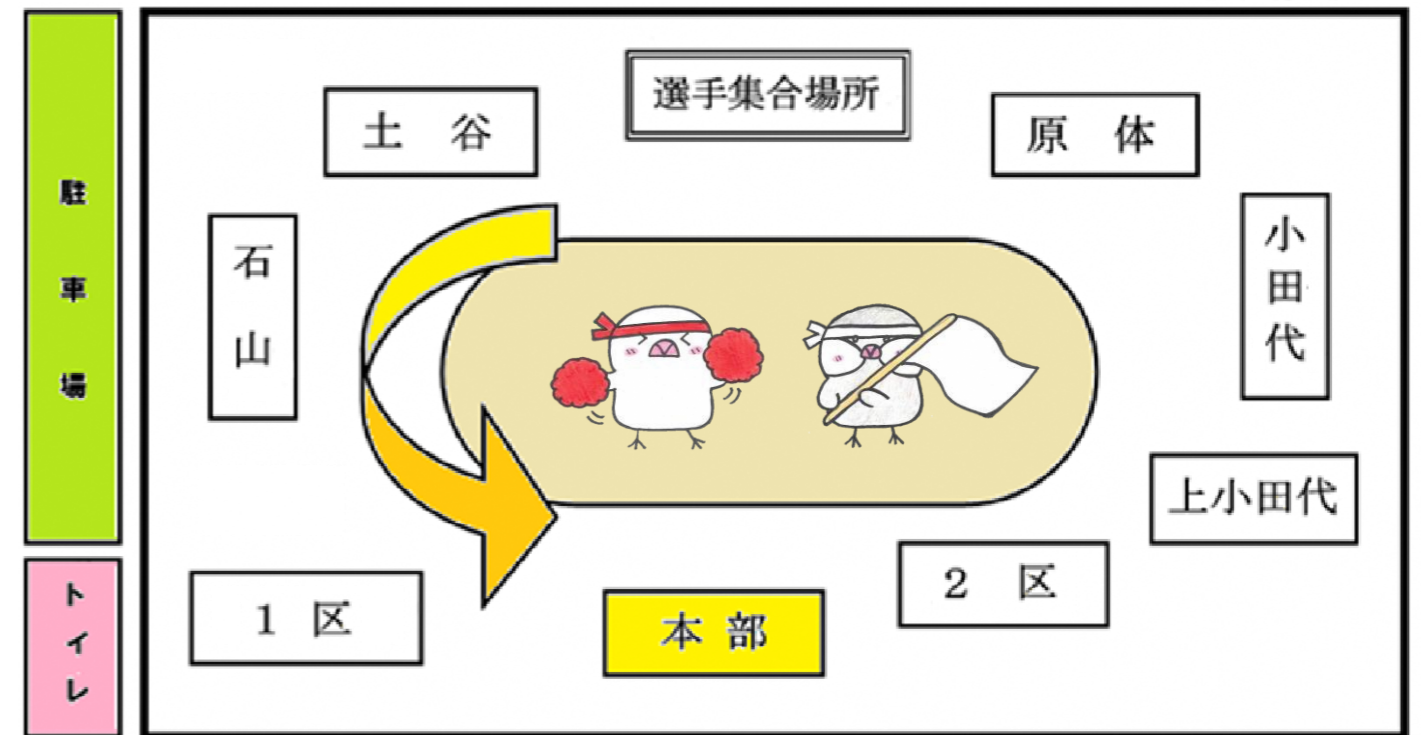 駐車場
トイレ
選手集合場所
土　谷
原　体
石山
小田代
上小田代
1　区
2　区
本 部